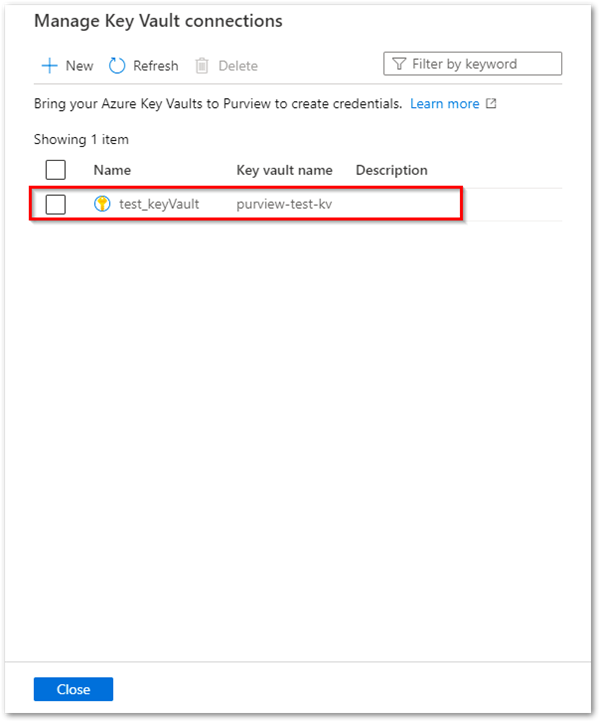 Manage Key Vault connections
New Refresh Delete Filter by keyword
Bring your Azure Key Vaults to Purview to create credentials. Learn more
Showing 1 item
Name Key vault name Description
test_keyVault purview-test-kv
Close